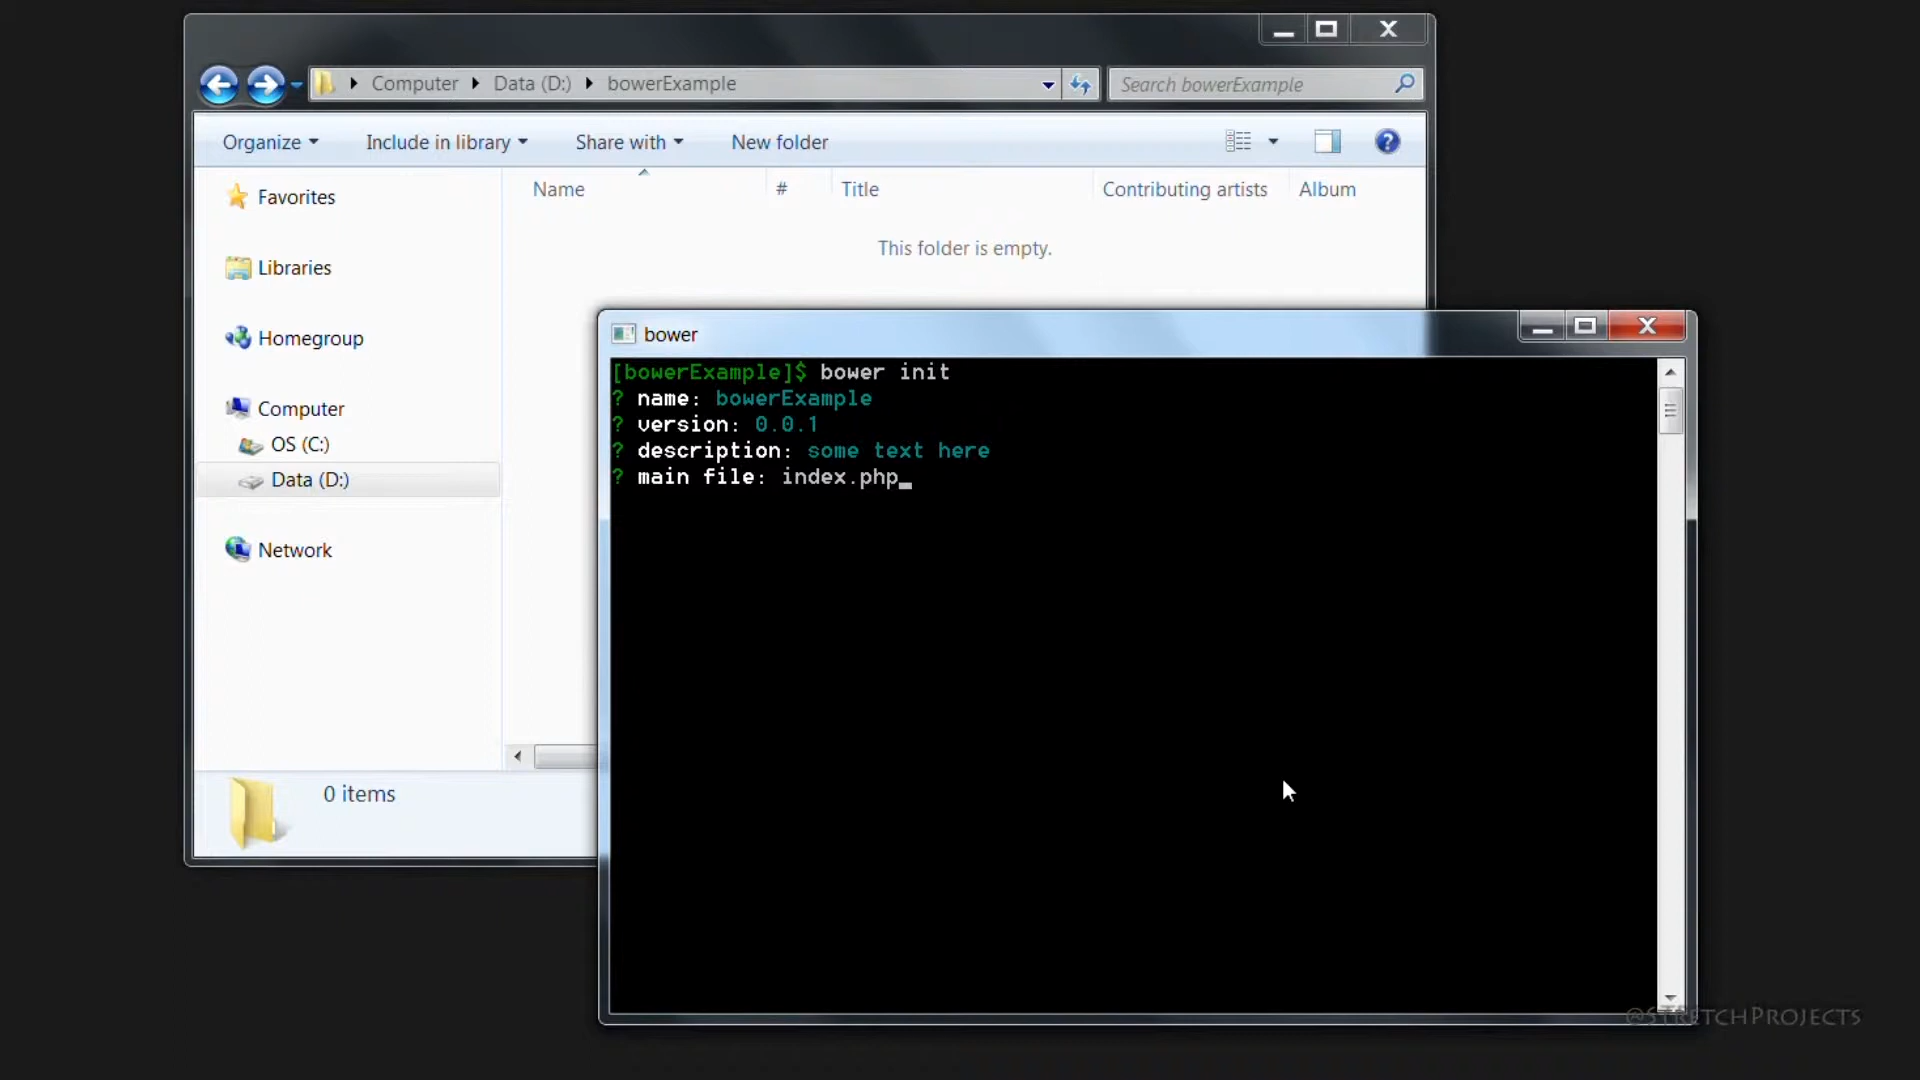 Computer Data (D:) bowerExample
Search bowerExample
Organize Include in library Share with New folder
Name # Title Contributing artists Album
This folder is empty.
Favorites
Libraries
Homegroup
Computer
OS (C:)
Data (D:)
Network
0 items
bower
[bowerExample]$ bower init
? name: bowerExample
? version: 0.0.1
? description: some text here
? main file: index.php_
@StretchProjects